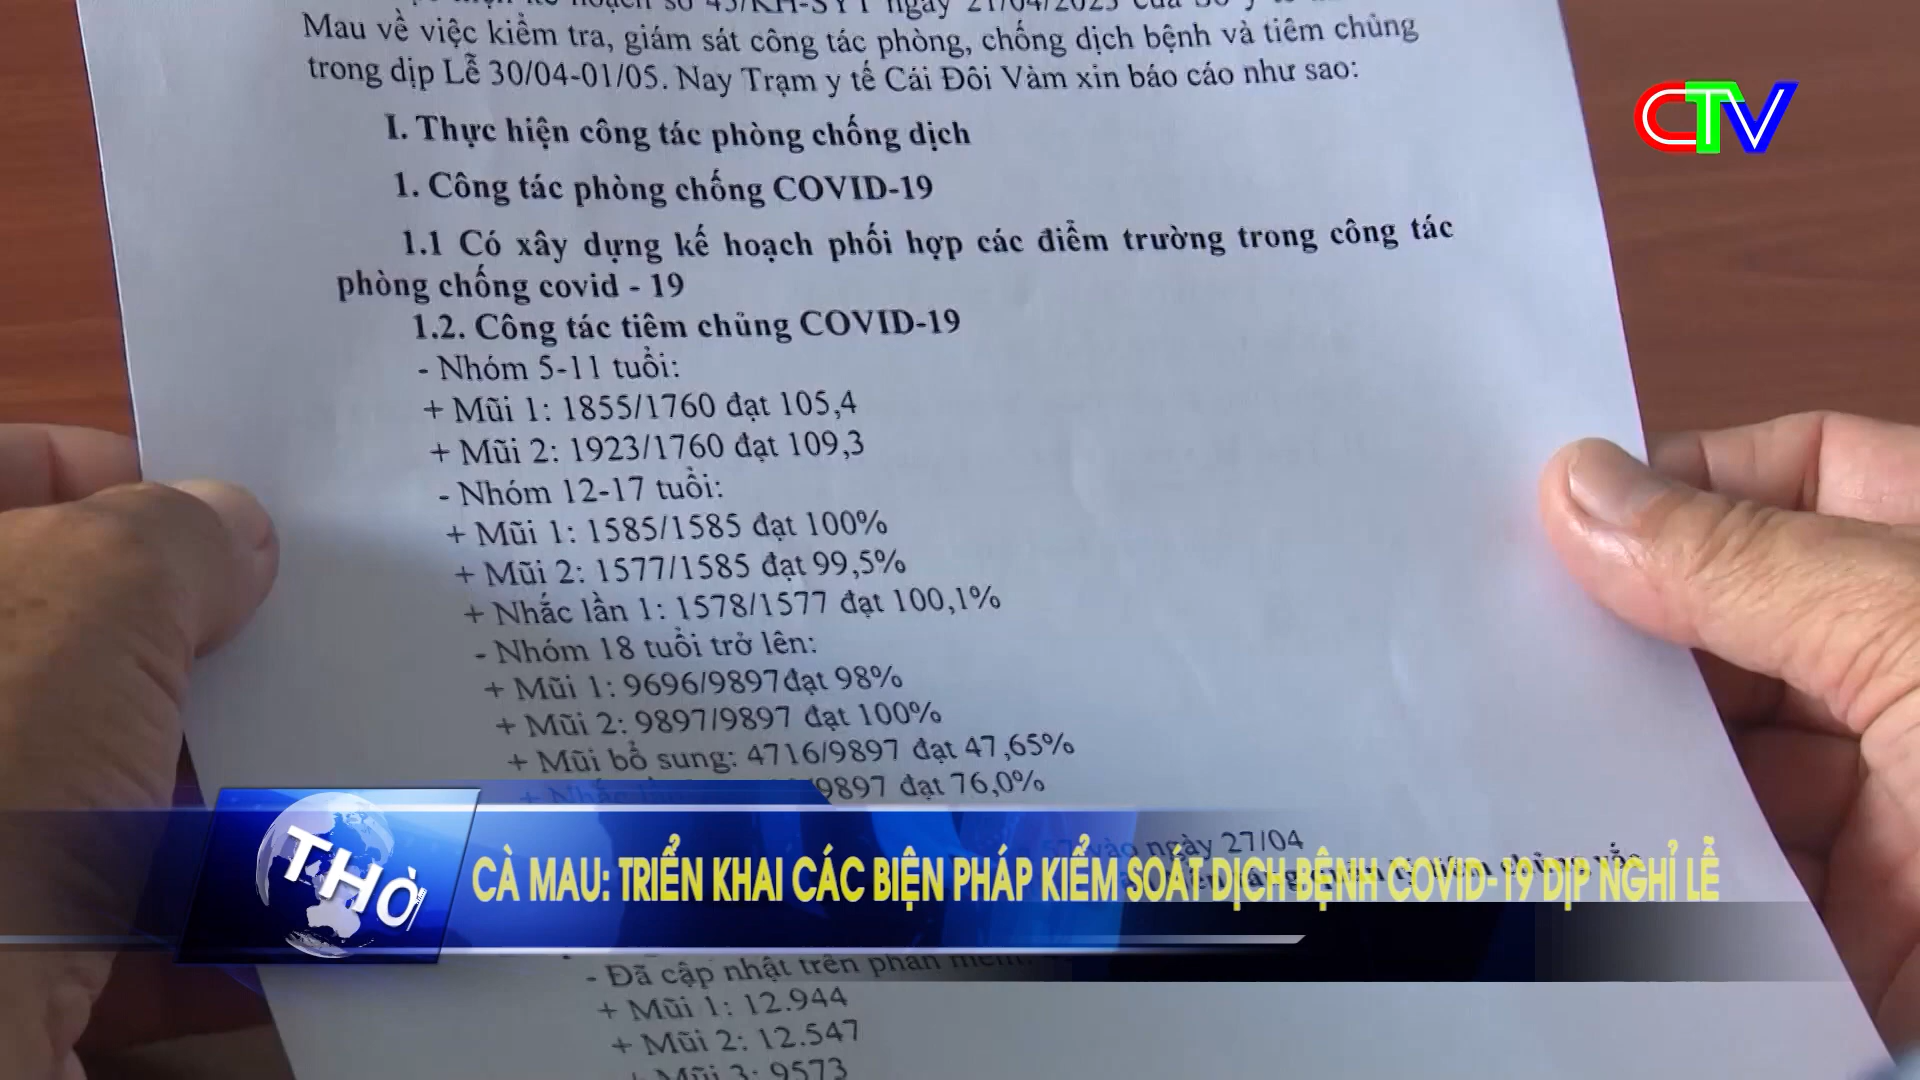 Mau về việc kiểm tra, giám sát công tác phòng, chống dịch bệnh và tiêm chủng
trong dịp Lễ 30/04-01/05. Nay Trạm y tế Cái Đôi Vàm xin báo cáo như sao:
CTV
I. Thực hiện công tác phòng chống dịch
1. Công tác phòng chống COVID-19
1.1 Có xây dựng kế hoạch phối hợp các điểm trường trong công tác
phòng chống covid - 19
1.2. Công tác tiêm chủng COVID-19
- Nhóm 5-11 tuổi:
+ Mũi 1: 1855/1760 đạt 105,4
+ Mũi 2: 1923/1760 đạt 109,3
- Nhóm 12-17 tuổi:
+ Mũi 1: 1585/1585 đạt 100%
+ Mũi 2: 1577/1585 đạt 99,5%
+ Nhắc lần 1: 1578/1577 đạt 100,1%
- Nhóm 18 tuổi trở lên:
+ Mũi 1: 9696/9897đạt 98%
+ Mũi 2: 9897/9897 đạt 100%
+ Mũi bổ sung: 4716/9897 đạt 47,65%
+ Nhắc /9897 đạt 76,0%
vào ngày 27/04
THỜI
CÀ MAU: TRIỂN KHAI CÁC BIỆN PHÁP KIỂM SOÁT DỊCH BỆNH COVID-19 DỊP NGHỈ LỄ
- Đã cập nhật trên phần mềm:
+ Mũi 1: 12.944
+ Mũi 2: 12.547
+ Mũi 3: 9573